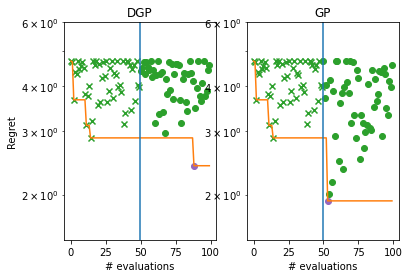 DGP
GP
6 × 10⁰
4 × 10⁰
3 × 10⁰
2 × 10⁰
6 × 10⁰
4 × 10⁰
3 × 10⁰
2 × 10⁰
Regret
0 25 50 75 100
0 25 50 75 100
# evaluations
# evaluations